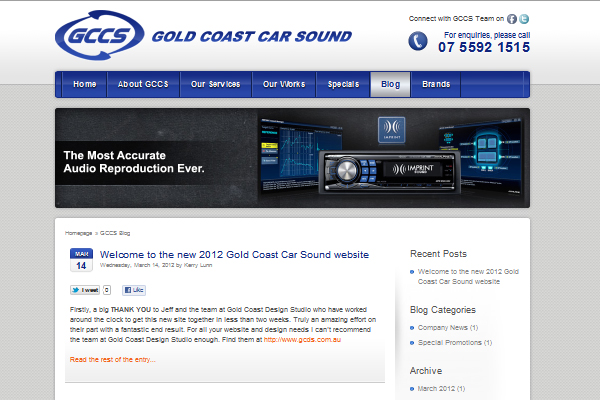 GCCS
GOLD COAST CAR SOUND
Connect with GCCS Team on
For enquiries, please call
07 5592 1515
Home
About GCCS
Our Services
Our Works
Specials
Blog
Brands
The Most Accurate
Audio Reproduction Ever.
IMPRINT
IMPRINT
Homepage » GCCS Blog
MAR
14
Welcome to the new 2012 Gold Coast Car Sound website
Wednesday, March 14, 2012 by Kerry Lunn
tweet 0
Like
Firstly, a big THANK YOU to Jeff and the team at Gold Coast Design Studio who have worked
around the clock to get this new site together in less than two weeks. Truly an amazing effort on
their part with a fantastic end result. For all your website and design needs I can't recommend
the team at Gold Coast Design Studio enough. Find them at http://www.gcds.com.au
Read the rest of the entry...
Recent Posts
Welcome to the new 2012 Gold
Coast Car Sound website
Blog Categories
Company News (1)
Special Promotions (1)
Archive
March 2012 (1)